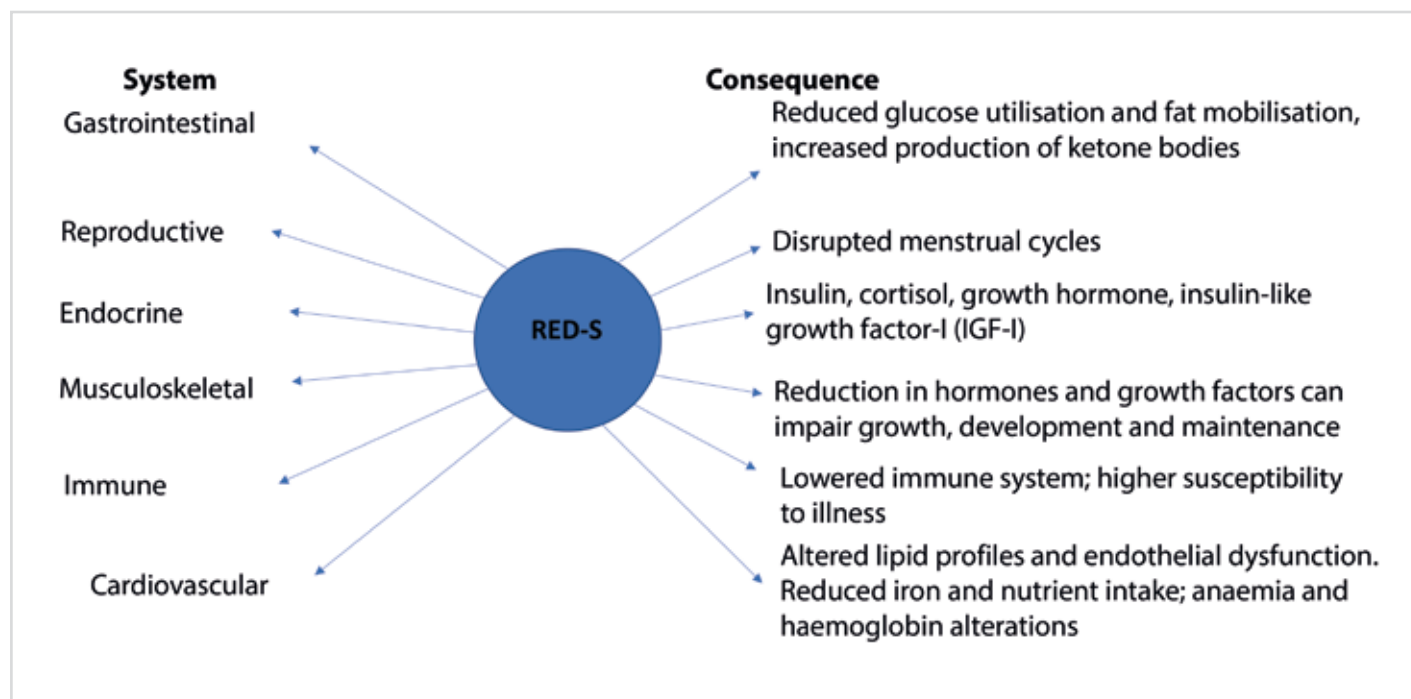 System
Consequence
Gastrointestinal
Reduced glucose utilisation and fat mobilisation,
increased production of ketone bodies
Reproductive
Disrupted menstrual cycles
Endocrine
Insulin, cortisol, growth hormone, insulin-like
growth factor-I (IGF-I)
RED-S
Musculoskeletal
Reduction in hormones and growth factors can
impair growth, development and maintenance
Immune
Lowered immune system; higher susceptibility
to illness
Cardiovascular
Altered lipid profiles and endothelial dysfunction.
Reduced iron and nutrient intake; anaemia and
haemoglobin alterations